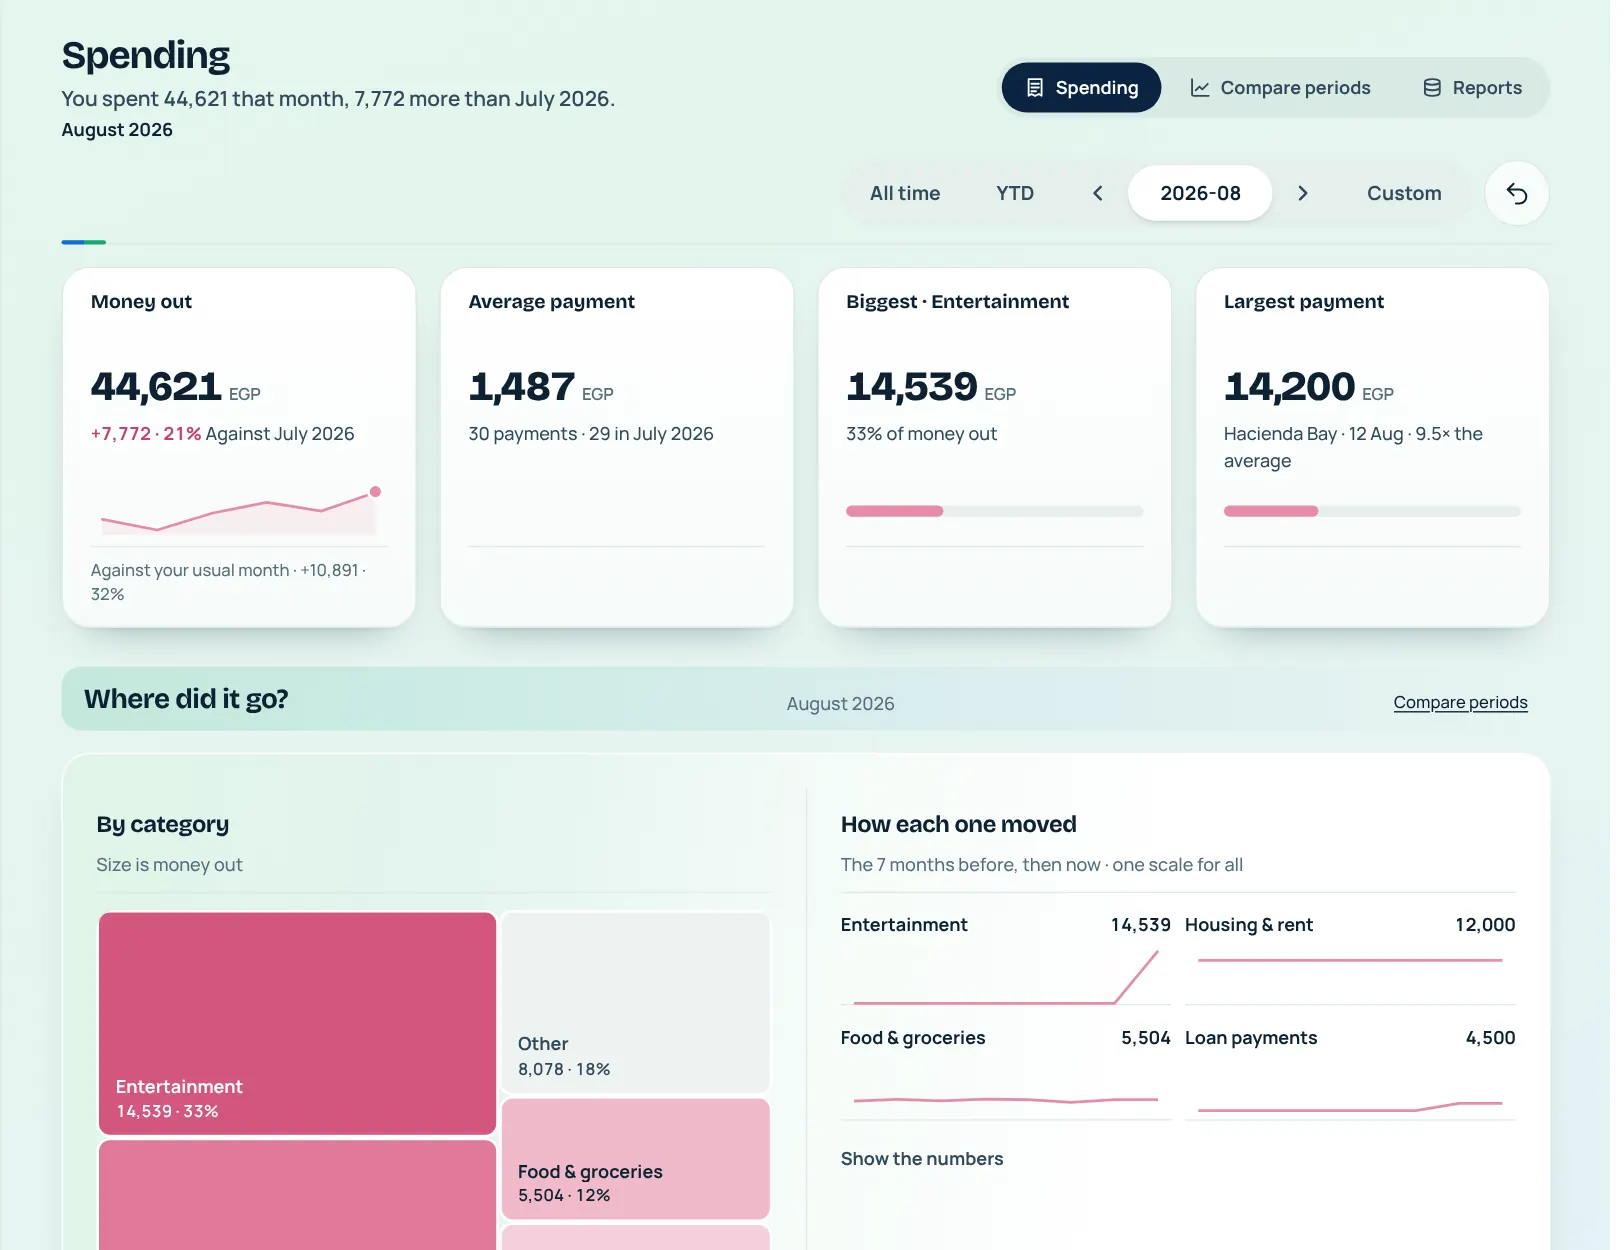 Spending
You spent 44,621 that month, 7,772 more than July 2026.
August 2026
Spending
Compare periods
Reports
All time
YTD
2026-08
Custom
Money out
44,621 EGP
+7,772 · 21% Against July 2026
Against your usual month · +10,891 ·
32%
Average payment
1,487 EGP
30 payments · 29 in July 2026
Biggest · Entertainment
14,539 EGP
33% of money out
Largest payment
14,200 EGP
Hacienda Bay · 12 Aug · 9.5× the
average
Where did it go?
August 2026
Compare periods
By category
Size is money out
Entertainment
14,539 · 33%
Other
8,078 · 18%
Food & groceries
5,504 · 12%
How each one moved
The 7 months before, then now · one scale for all
Entertainment 14,539
Housing & rent 12,000
Food & groceries 5,504
Loan payments 4,500
Show the numbers